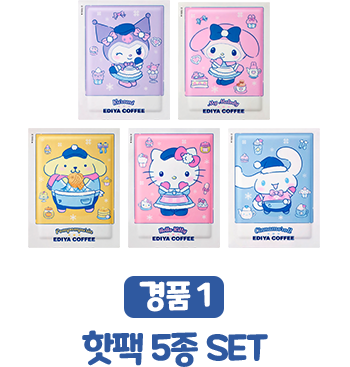 Kuromi
EDIYA COFFEE
My Melody
EDIYA COFFEE
Pompompurin
EDIYA COFFEE
Hello Kitty
EDIYA COFFEE
Cinnamoroll
EDIYA COFFEE
경품 1
핫팩 5종 SET